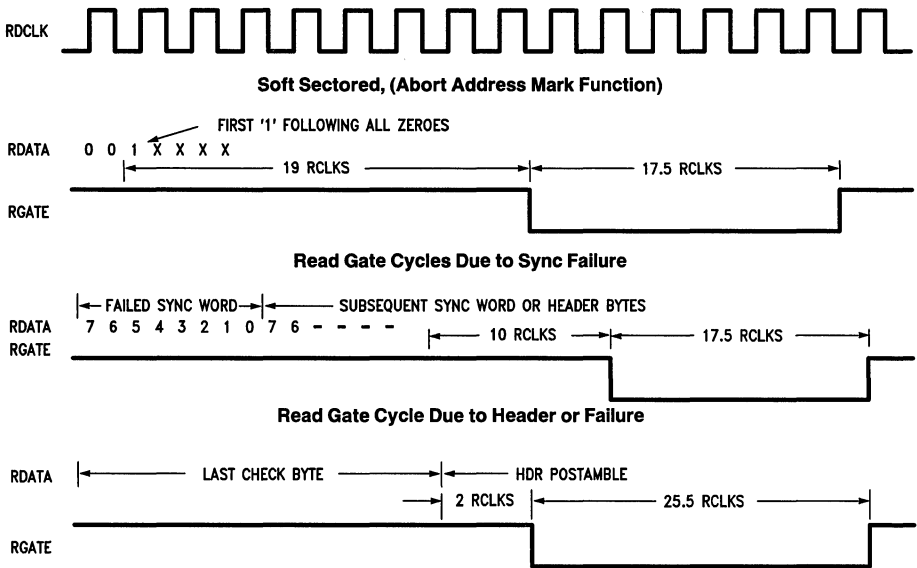 RDCLK
Soft Sectored, (Abort Address Mark Function)
FIRST '1' FOLLOWING ALL ZEROES
RDATA 0 0 1 X X X X
19 RCLKS 17.5 RCLKS
RGATE
Read Gate Cycles Due to Sync Failure
FAILED SYNC WORD SUBSEQUENT SYNC WORD OR HEADER BYTES
RDATA 7 6 5 4 3 2 1 0 7 6 - - - -
RGATE 10 RCLKS 17.5 RCLKS
Read Gate Cycle Due to Header or Failure
RDATA LAST CHECK BYTE HDR POSTAMBLE
2 RCLKS 25.5 RCLKS
RGATE